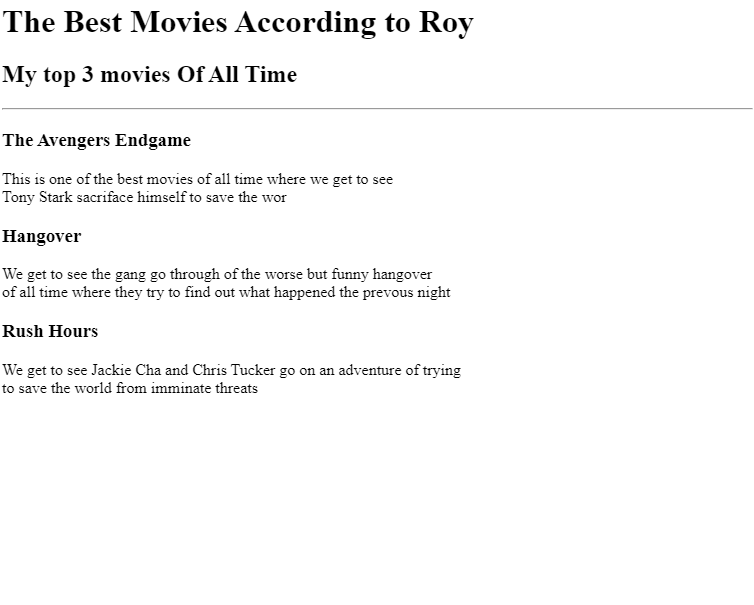 The Best Movies According to Roy
My top 3 movies Of All Time
The Avengers Endgame
This is one of the best movies of all time where we get to see
Tony Stark sacriface himself to save the wor
Hangover
We get to see the gang go through of the worse but funny hangover
of all time where they try to find out what happened the prevous night
Rush Hours
We get to see Jackie Cha and Chris Tucker go on an adventure of trying
to save the world from imminate threats